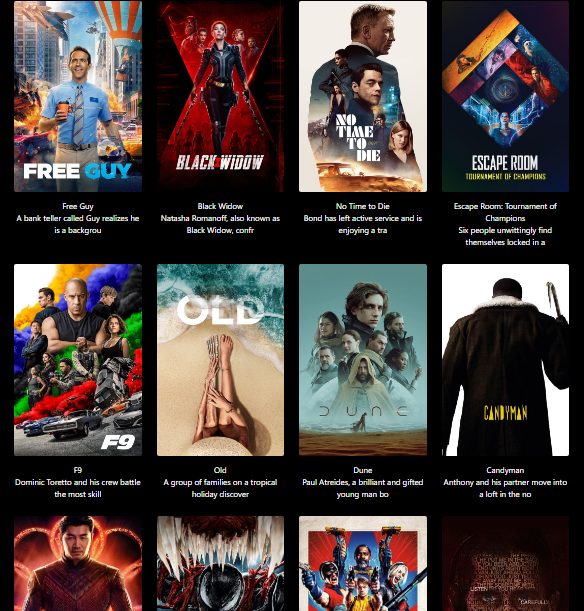 FREE GUY
BLACK WIDOW
NO
TIME
TO
DIE
ESCAPE ROOM
TOURNAMENT OF CHAMPIONS
Free Guy
A bank teller called Guy realizes he
is a backgrou
Black Widow
Natasha Romanoff, also known as
Black Widow, confr
No Time to Die
Bond has left active service and is
enjoying a tra
Escape Room: Tournament of
Champions
Six people unwittingly find
themselves locked in a
F9
OLD
DUNE
CANDYMAN
F9
Dominic Toretto and his crew battle
the most skill
Old
A group of families on a tropical
holiday discover
Dune
Paul Atreides, a brilliant and gifted
young man bo
Candyman
Anthony and his partner move into
a loft in the no
LISTEN
CAREFULLY.